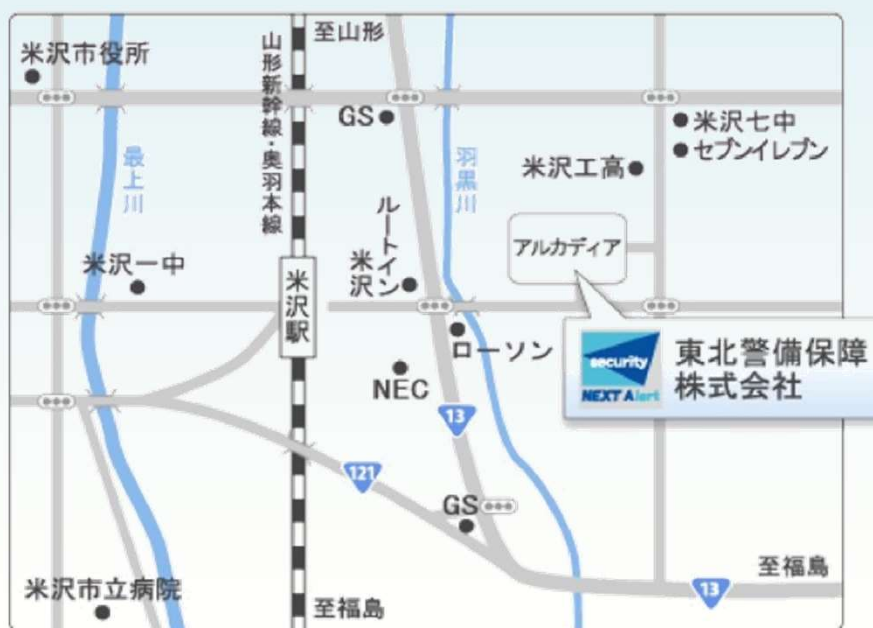 至山形
米沢市役所
山形新幹線・奥羽本線
GS
米沢七中
セブンイレブン
最上川
羽黒川
米沢工高
ルートイン
米沢
アルカディア
米沢一中
米沢駅
ローソン
security
NEXT Alert
東北警備保障
株式会社
NEC
13
121
GS
至福島
13
米沢市立病院
至福島